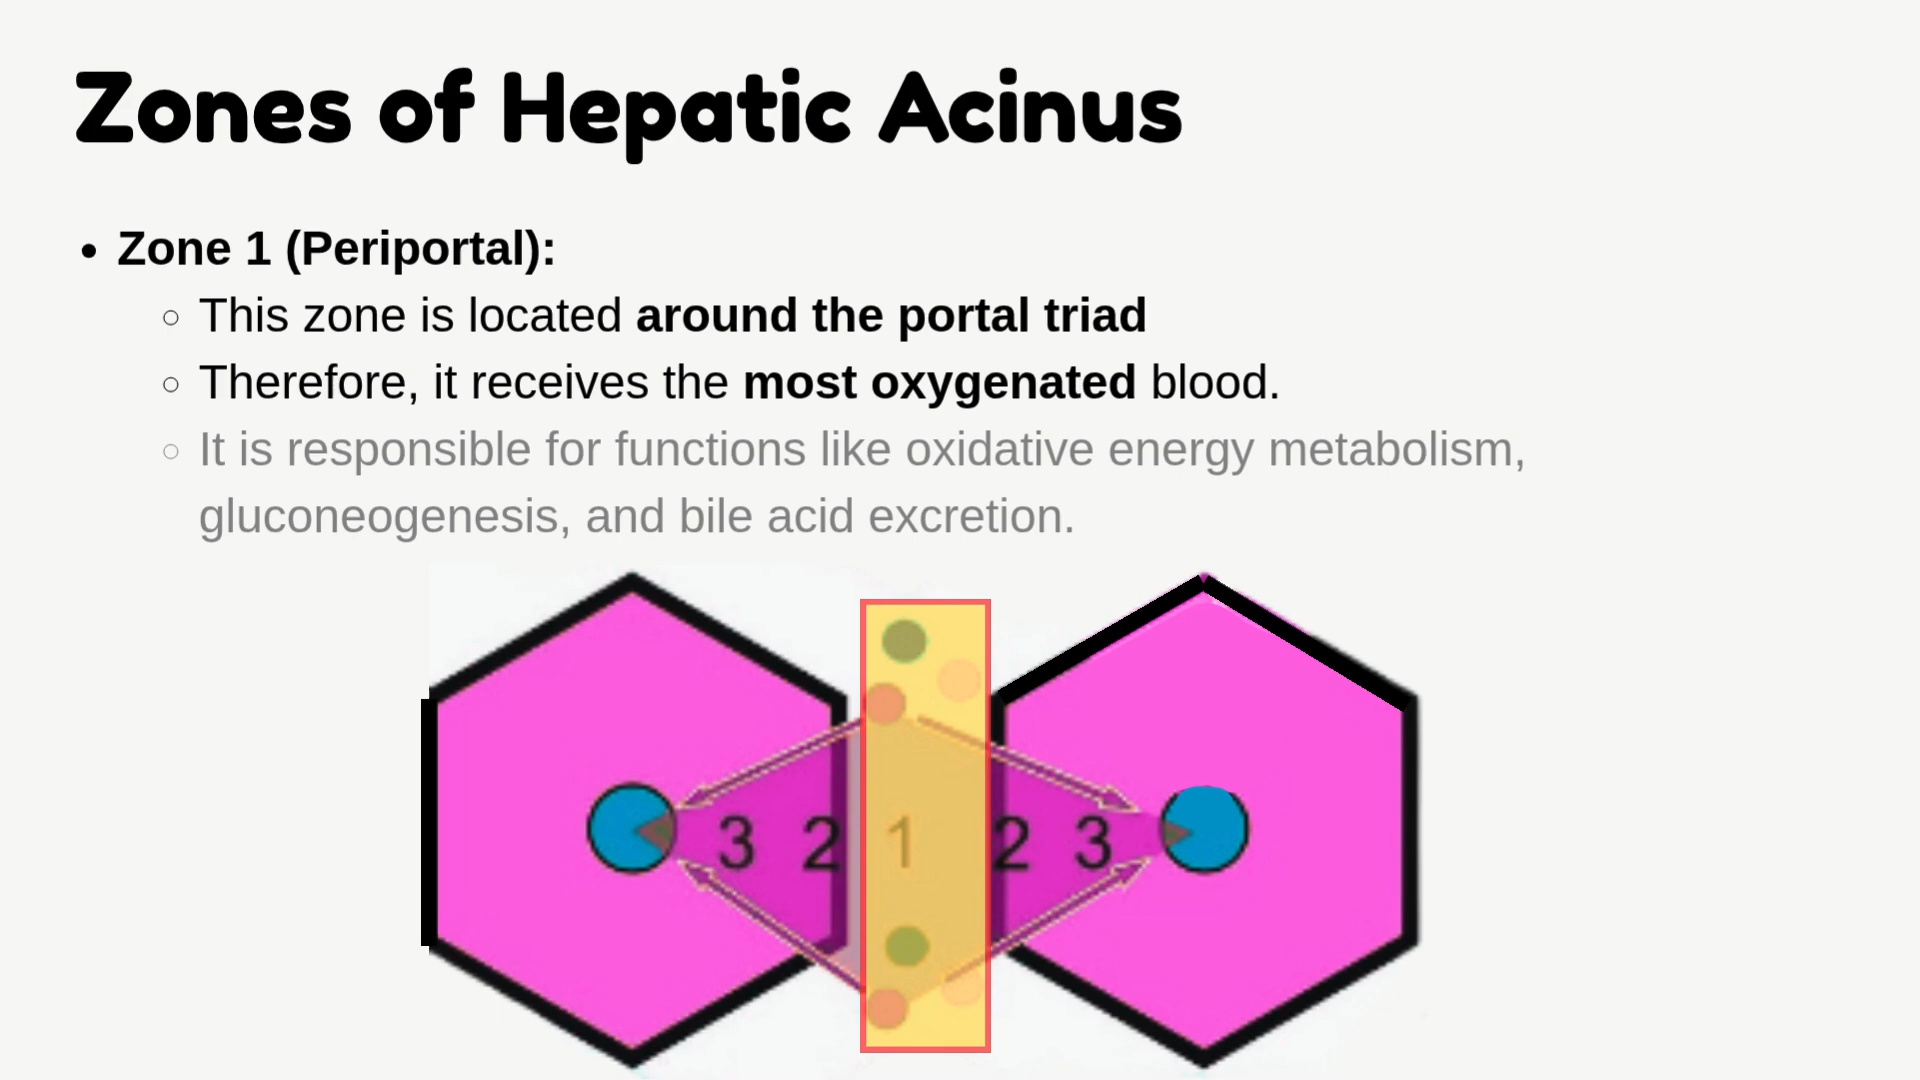 Zones of Hepatic Acinus
• Zone 1 (Periportal):
○ This zone is located around the portal triad
○ Therefore, it receives the most oxygenated blood.
○ It is responsible for functions like oxidative energy metabolism,
gluconeogenesis, and bile acid excretion.
3 2 1 2 3